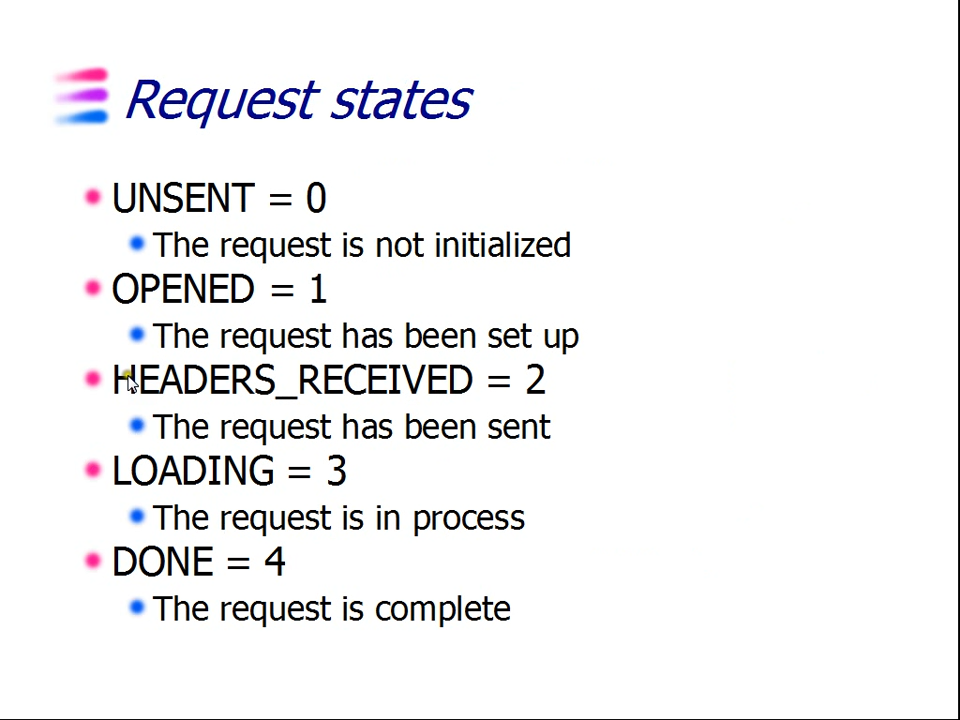 Request states
UNSENT = 0
The request is not initialized
OPENED = 1
The request has been set up
HEADERS_RECEIVED = 2
The request has been sent
LOADING = 3
The request is in process
DONE = 4
The request is complete